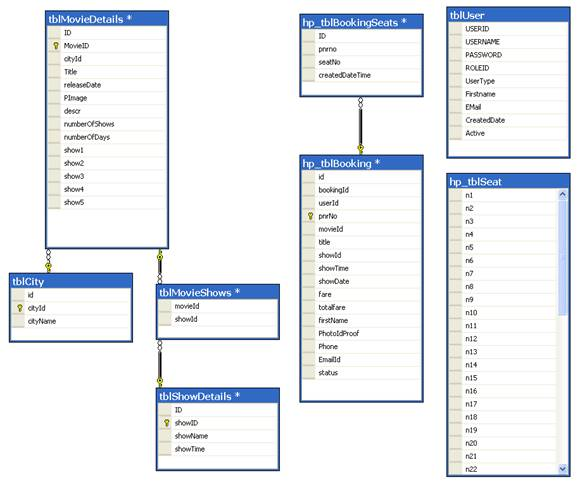 tblMovieDetails *
ID
MovieID
cityId
Title
releaseDate
PImage
descr
numberOfShows
numberOfDays
show1
show2
show3
show4
show5
tblCity
id
cityId
cityName
tblMovieShows *
movieId
showId
tblShowDetails *
ID
showID
showName
showTime
hp_tblBookingSeats *
ID
pnrno
seatNo
createdDateTime
hp_tblBooking *
id
bookingId
userId
pnrNo
movieId
title
showId
showTime
showDate
fare
totalfare
firstName
PhotoIdProof
Phone
EmailId
status
tblUser
USERID
USERNAME
PASSWORD
ROLEID
UserType
Firstname
EMail
CreatedDate
Active
hp_tblSeat
n1
n2
n3
n4
n5
n6
n7
n8
n9
n10
n11
n12
n13
n14
n15
n16
n17
n18
n19
n20
n21
n22